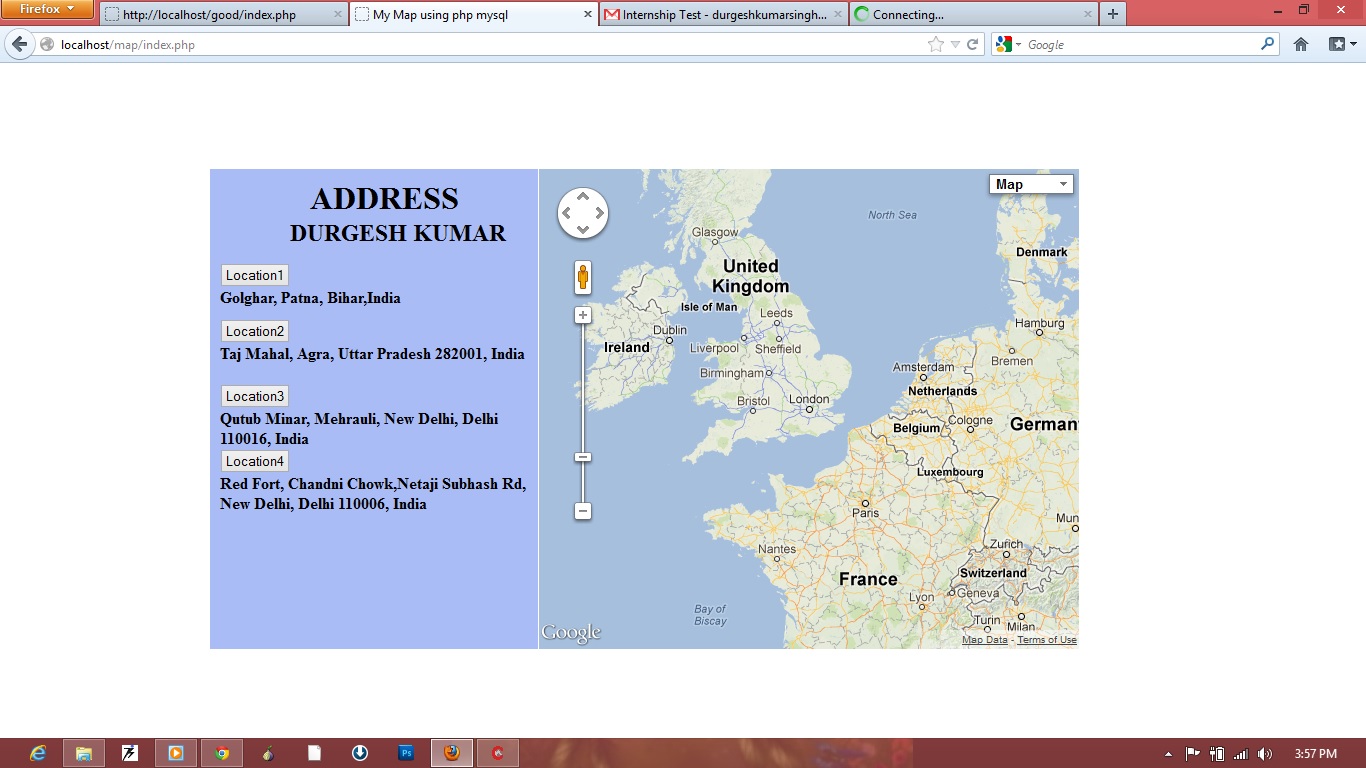 Firefox
http://localhost/good/index.php
My Map using php mysql
Internship Test - durgeshkumarsingh...
Connecting...
localhost/map/index.php
Google
ADDRESS
DURGESH KUMAR
Location1
Golghar, Patna, Bihar,India
Location2
Taj Mahal, Agra, Uttar Pradesh 282001, India
Location3
Qutub Minar, Mehrauli, New Delhi, Delhi
110016, India
Location4
Red Fort, Chandni Chowk,Netaji Subhash Rd,
New Delhi, Delhi 110006, India
Map
North Sea
Glasgow
Denmark
United
Kingdom
Isle of Man
Leeds
Hamburg
Dublin
Ireland
Liverpool
Sheffield
Bremen
Amsterdam
Birmingham
Netherlands
Bristol
London
Cologne
Belgium
German
Luxembourg
Paris
Mun
Nantes
Zurich
France
Switzerland
Geneva
Lyon
Bay of
Biscay
Turin
Milan
Google
Map Data - Terms of Use
Ps
3:57 PM